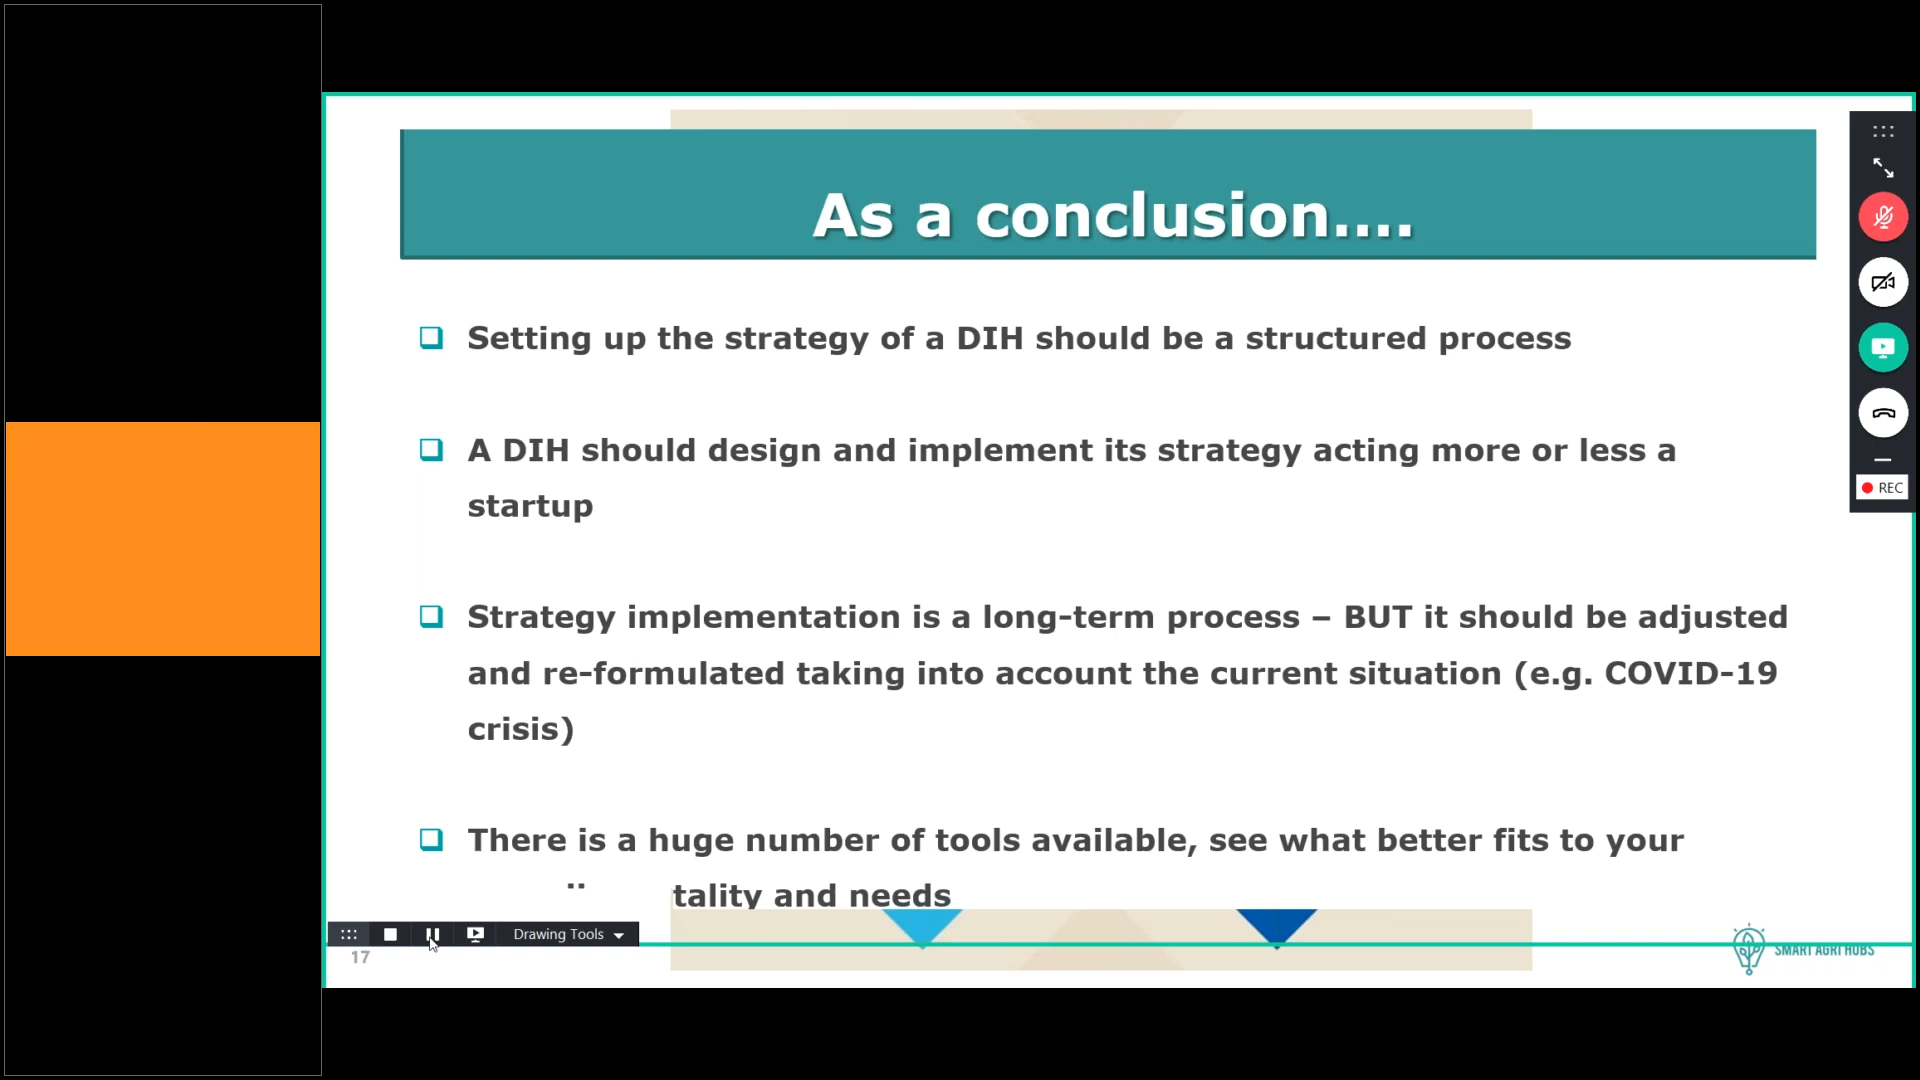 As a conclusion....
Setting up the strategy of a DIH should be a structured process
A DIH should design and implement its strategy acting more or less a
startup
Strategy implementation is a long-term process – BUT it should be adjusted
and re-formulated taking into account the current situation (e.g. COVID-19
crisis)
There is a huge number of tools available, see what better fits to your
tality and needs
REC
Drawing Tools
17
SMART AGRI HUBS